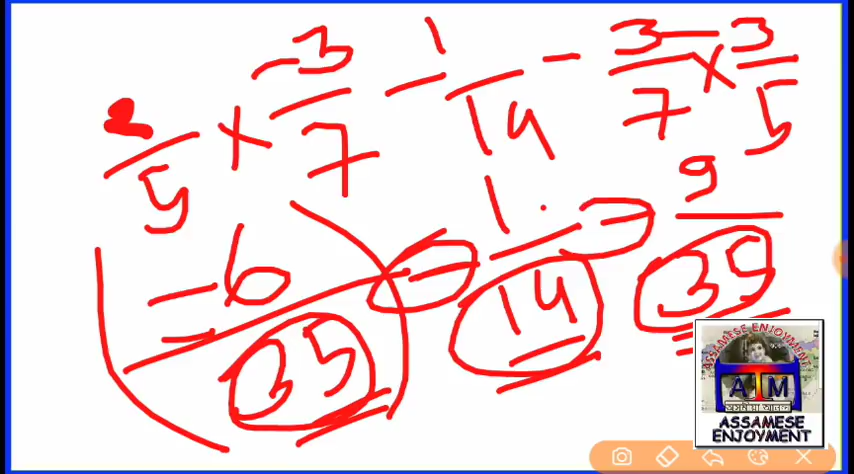 2/5 × -3/7 - 1/14 - 3/7 × 3/5
-6/35 - 1/14 - 9/35
ASSAMESE ENJOYMENT
AIM
ASSAMESE
ENJOYMENT